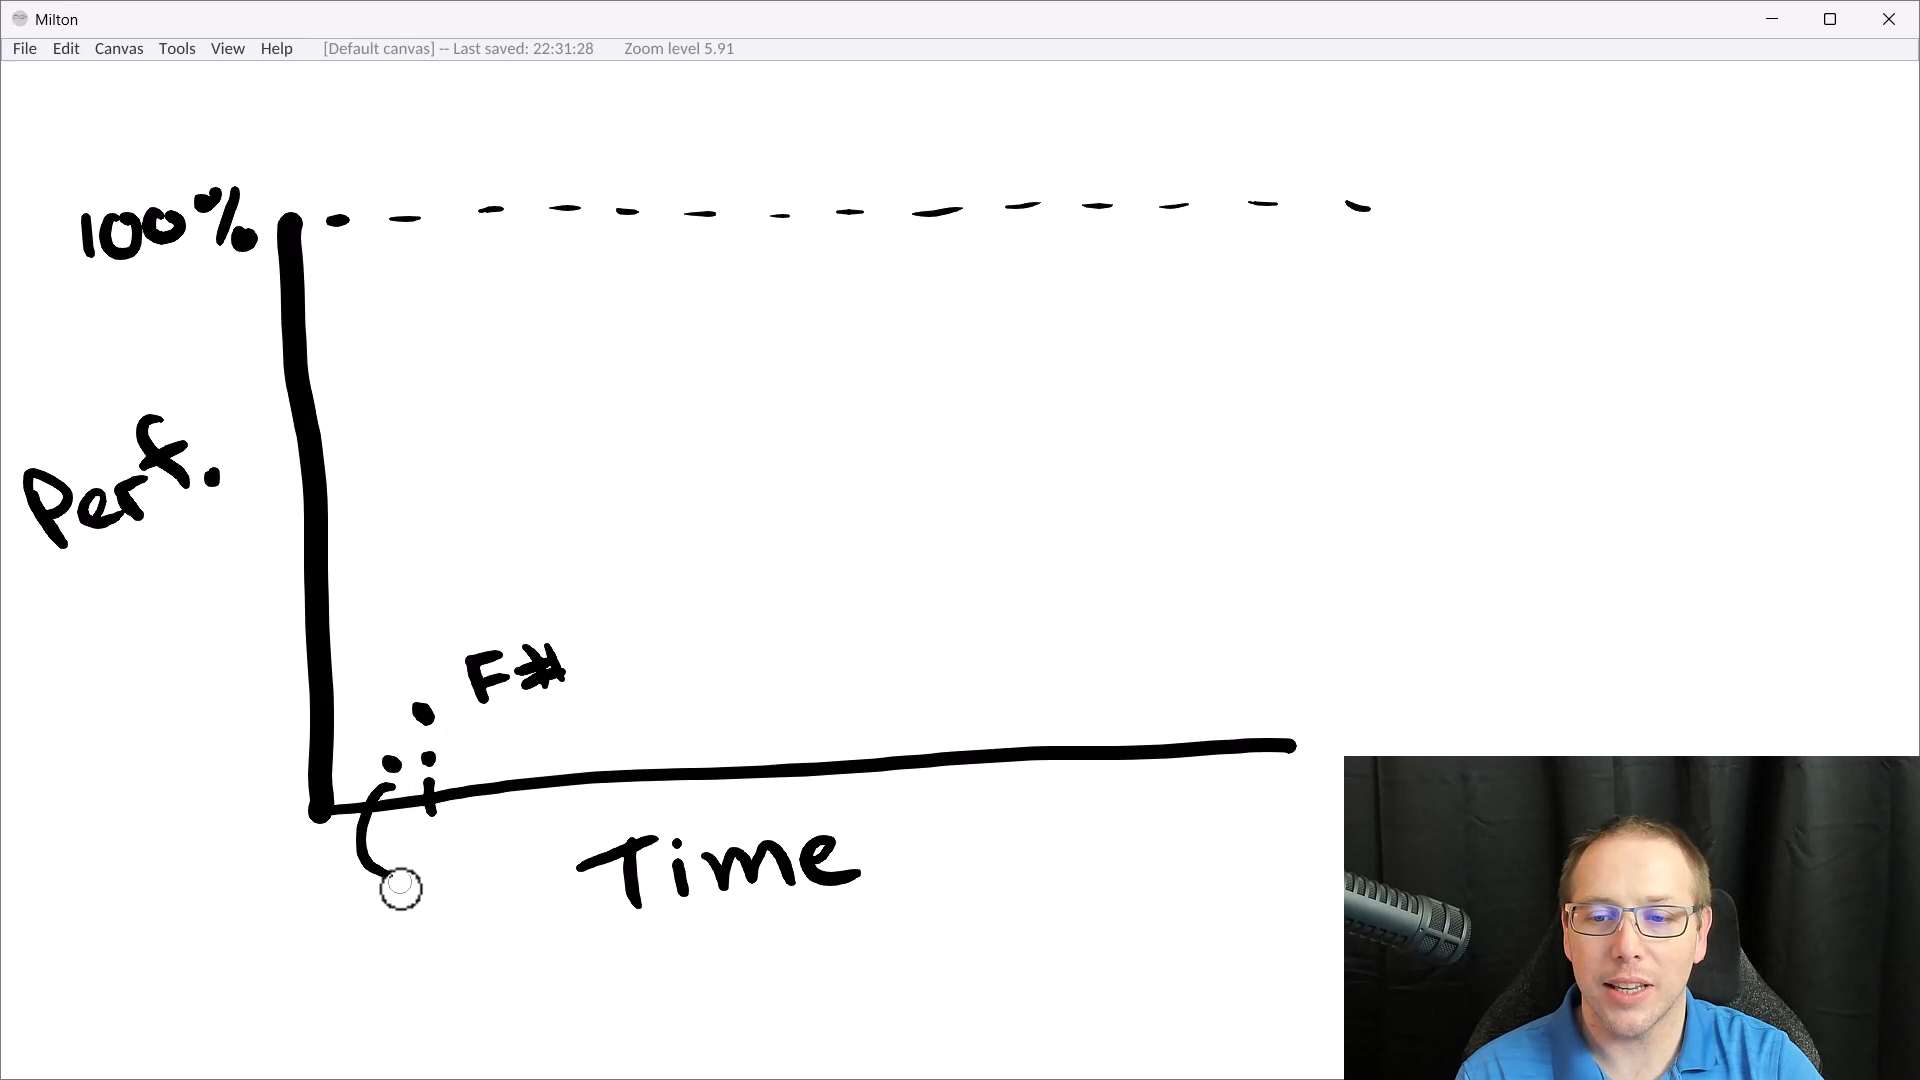 Milton
File Edit Canvas Tools View Help [Default canvas] -- Last saved: 22:31:28 Zoom level 5.91
100%
Perf.
F#
Time